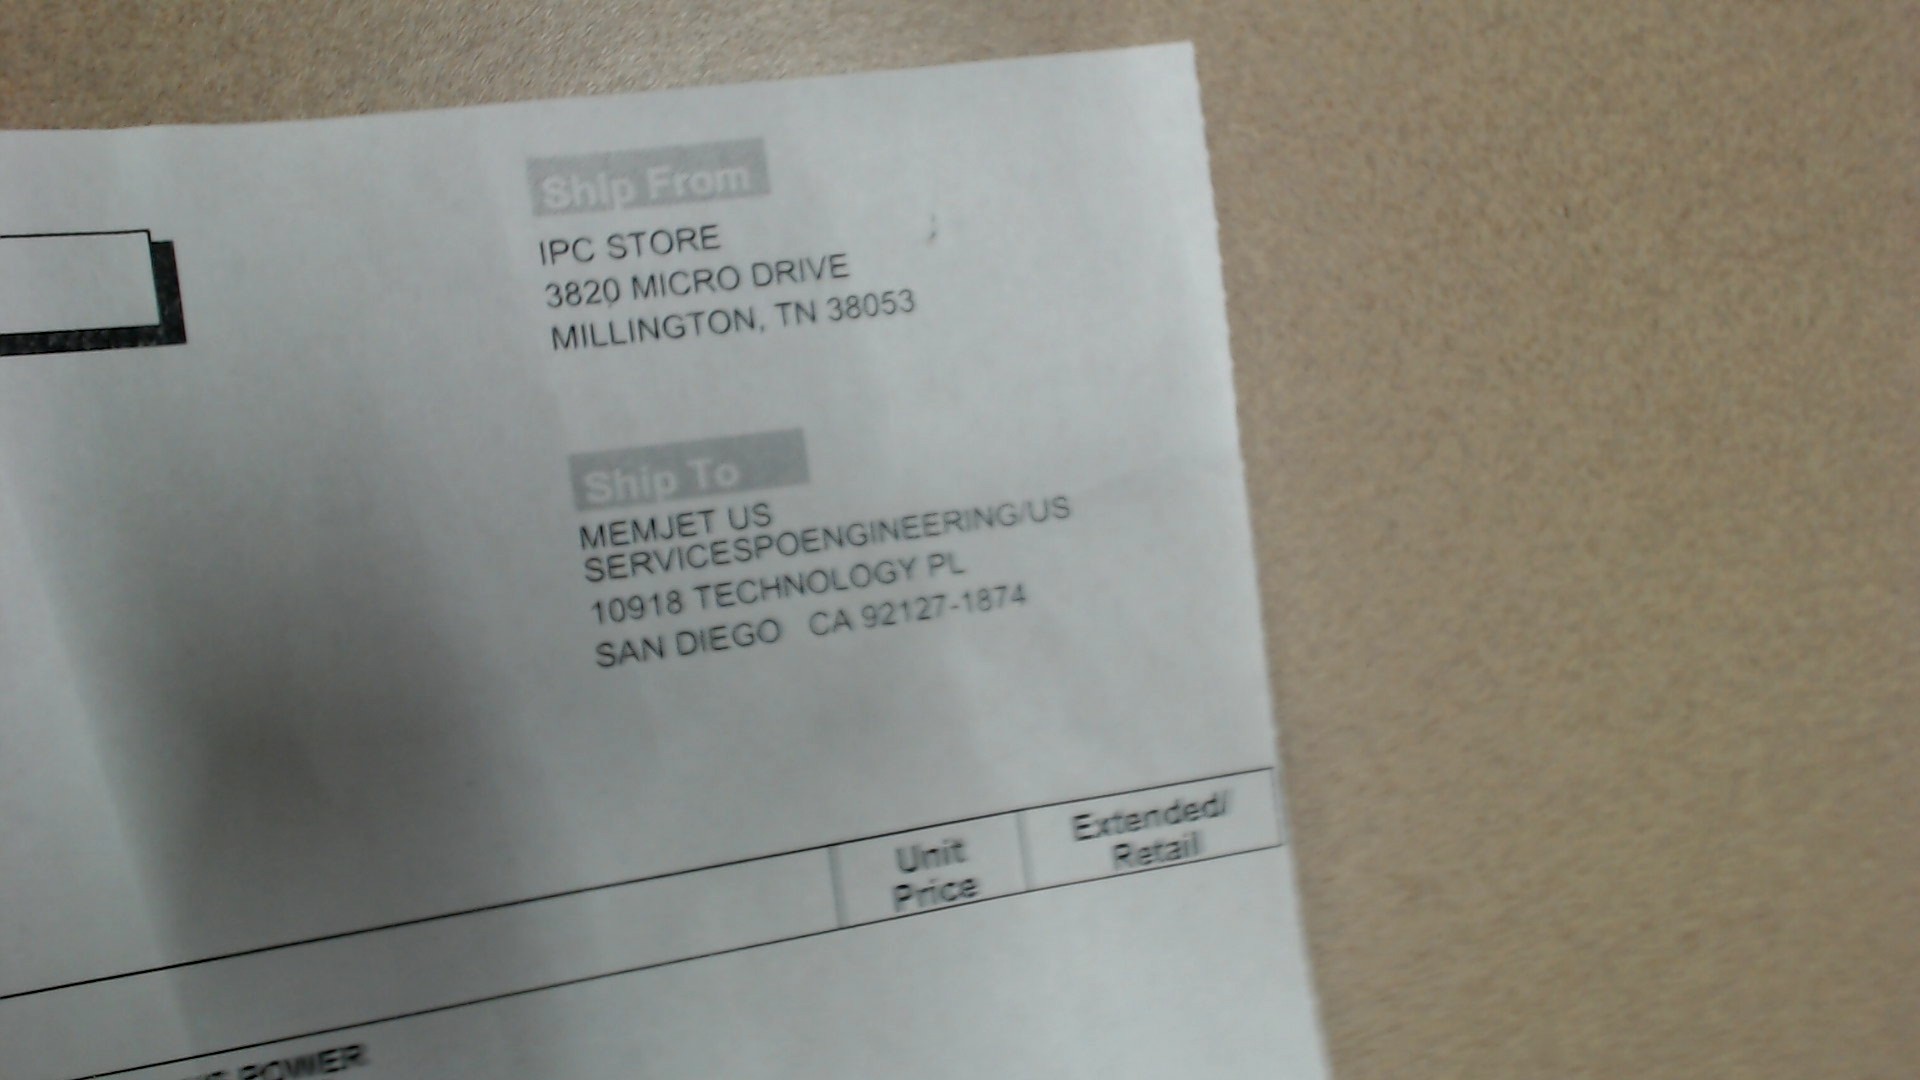 Ship From
IPC STORE
3820 MICRO DRIVE
MILLINGTON, TN 38053
Ship To
MEMJET US
SERVICESPOENGINEERING/US
10918 TECHNOLOGY PL
SAN DIEGO CA 92127-1874
Unit
Price
Extended/
Retail
POWER